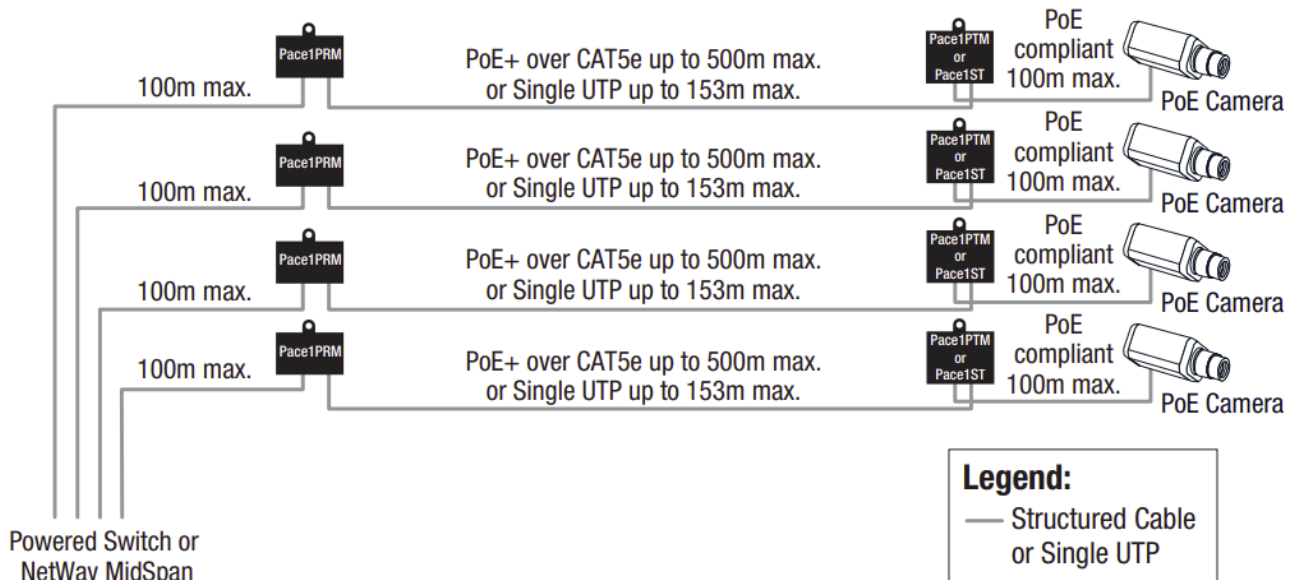 Pace1PRM
100m max.
PoE+ over CAT5e up to 500m max.
or Single UTP up to 153m max.
Pace1PTM
or
Pace1ST
PoE
compliant
100m max.
PoE Camera
Pace1PRM
100m max.
PoE+ over CAT5e up to 500m max.
or Single UTP up to 153m max.
Pace1PTM
or
Pace1ST
PoE
compliant
100m max.
PoE Camera
Pace1PRM
100m max.
PoE+ over CAT5e up to 500m max.
or Single UTP up to 153m max.
Pace1PTM
or
Pace1ST
PoE
compliant
100m max.
PoE Camera
Pace1PRM
100m max.
PoE+ over CAT5e up to 500m max.
or Single UTP up to 153m max.
Pace1PTM
or
Pace1ST
PoE
compliant
100m max.
PoE Camera
Powered Switch or
NetWay MidSpan
Legend:
Structured Cable
or Single UTP